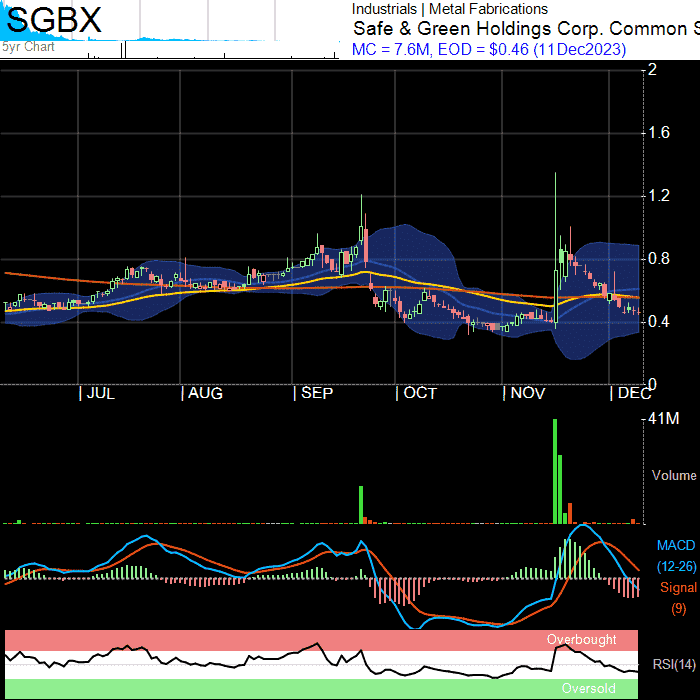 SGBX
5yr Chart
Industrials | Metal Fabrications
Safe & Green Holdings Corp. Common S
MC = 7.6M, EOD = $0.46 (11Dec2023)
2
1.6
1.2
0.8
0.4
0
JUL
AUG
SEP
OCT
NOV
DEC
41M
Volume
MACD
(12-26)
Signal
(9)
Overbought
RSI(14)
Oversold